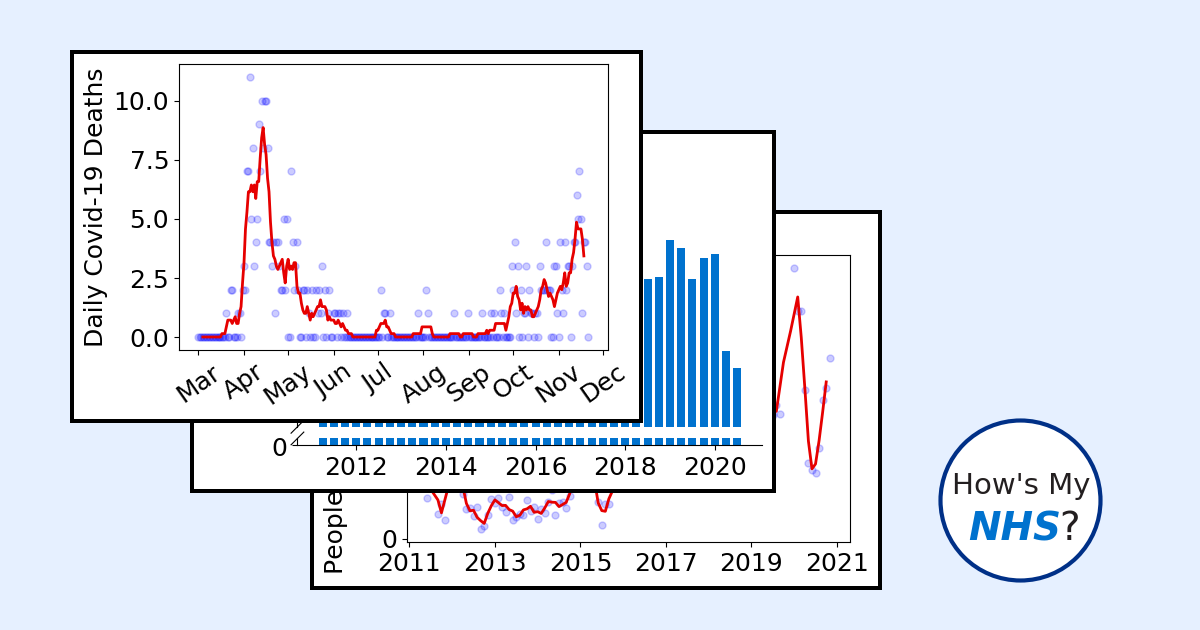 Daily Covid-19 Deaths
10.0
7.5
5.0
2.5
0.0
Mar Apr May Jun Jul Aug Sep Oct Nov Dec
0
2012 2014 2016 2018 2020
People
0
2011 2013 2015 2017 2019 2021
How's My
NHS?